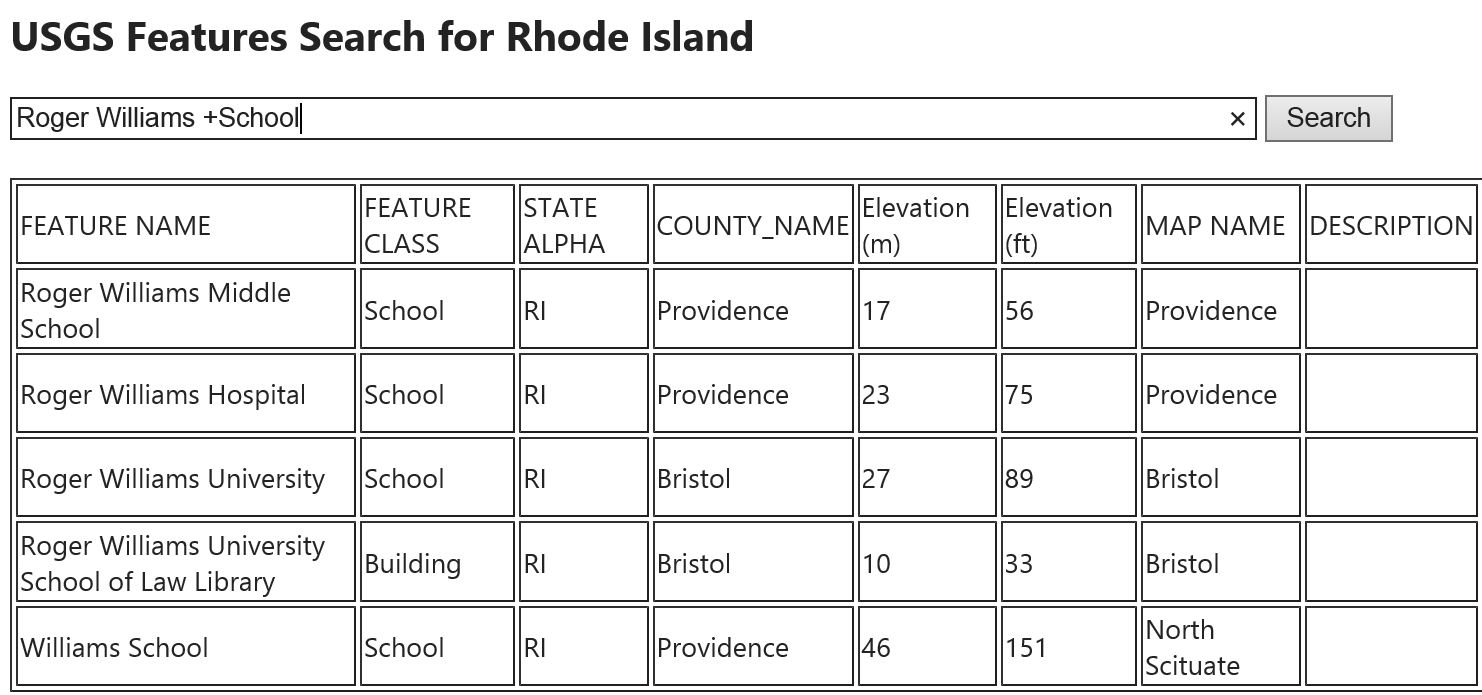 USGS Features Search for Rhode Island
Roger Williams +School × Search
FEATURE NAME FEATURE CLASS STATE ALPHA COUNTY_NAME Elevation (m) Elevation (ft) MAP NAME DESCRIPTION
Roger Williams Middle School School RI Providence 17 56 Providence
Roger Williams Hospital School RI Providence 23 75 Providence
Roger Williams University School RI Bristol 27 89 Bristol
Roger Williams University School of Law Library Building RI Bristol 10 33 Bristol
Williams School School RI Providence 46 151 North Scituate